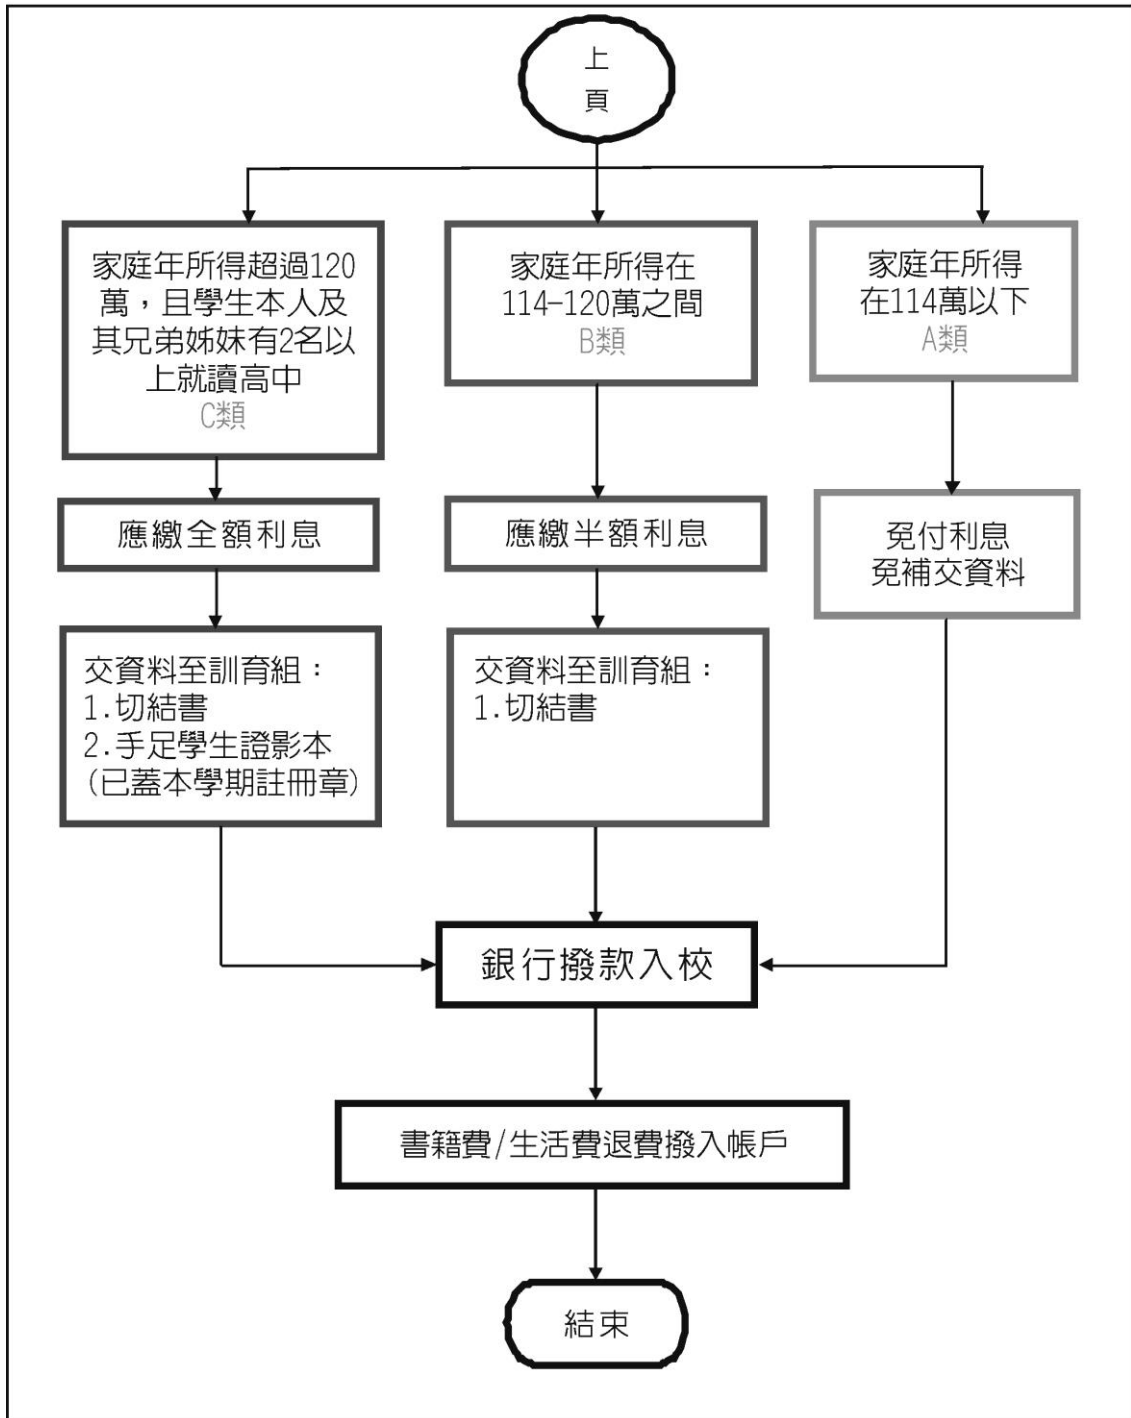 上
頁
家庭年所得超過120
萬，且學生本人及
其兄弟姊妹有2名以
上就讀高中
C類
家庭年所得在
114-120萬之間
B類
家庭年所得
在114萬以下
A類
應繳全額利息
應繳半額利息
免付利息
免補交資料
交資料至訓育組：
1.切結書
2.手足學生證影本
(已蓋本學期註冊章)
交資料至訓育組：
1.切結書
銀行撥款入校
書籍費/生活費退費撥入帳戶
結束